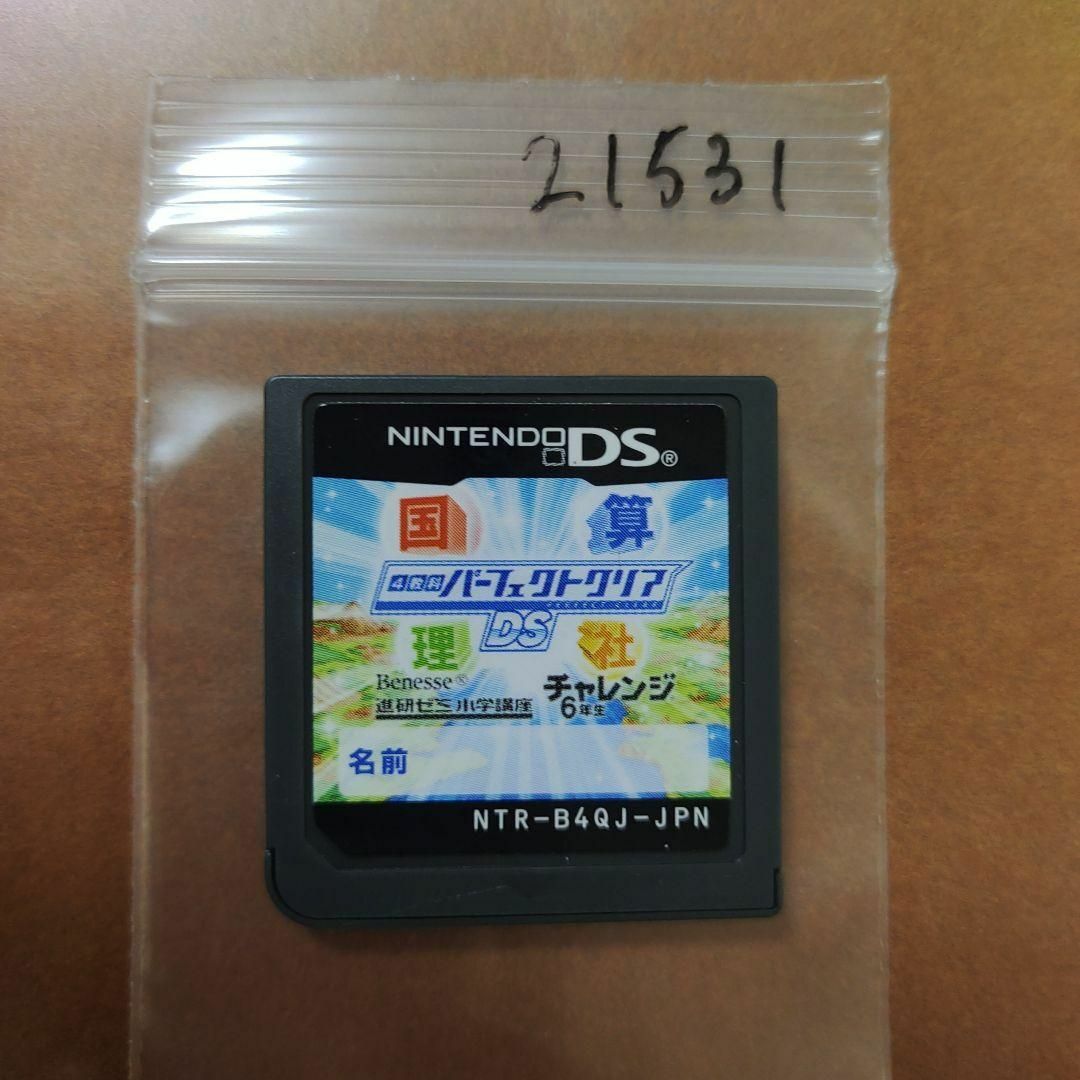 21531
NINTENDO DS®
国 算
4教科 パーフェクトクリア
PERFECT CLEAR
DS
理 社
Benesse® チャレンジ
進研ゼミ 小学講座 6年生
名前
NTR-B4QJ-JPN